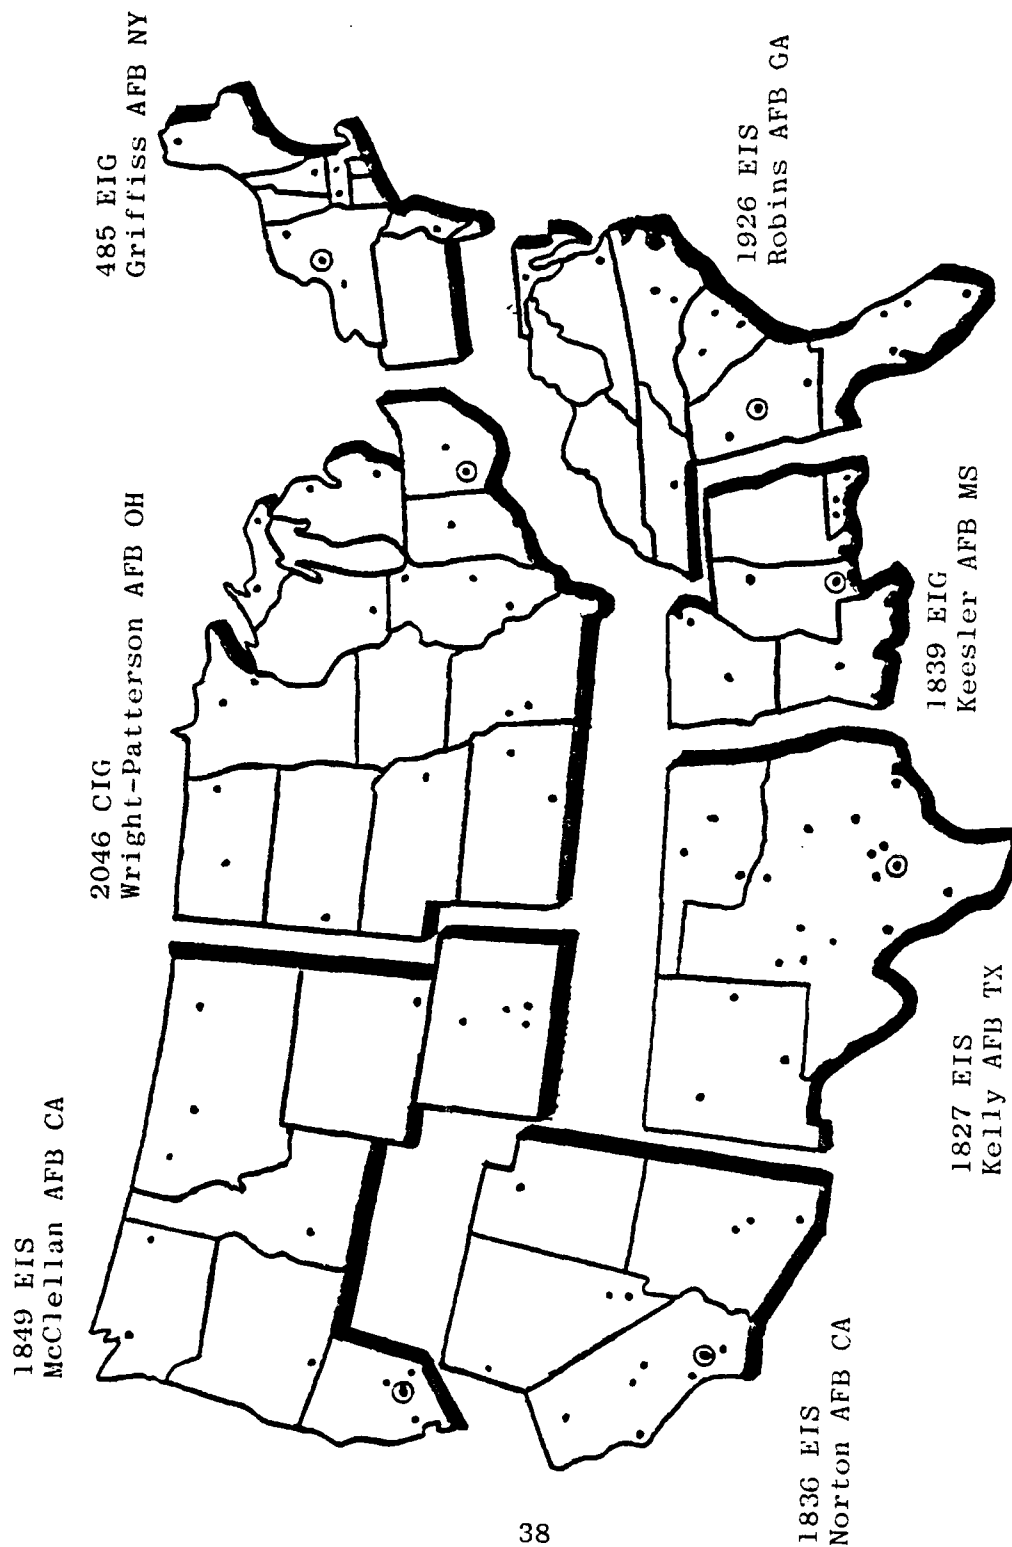 1849 EIS
McClellan AFB CA
2046 CIG
Wright-Patterson AFB OH
485 EIG
Griffiss AFB NY
1836 EIS
Norton AFB CA
1827 EIS
Kelly AFB TX
1839 EIG
Keesler AFB MS
1926 EIS
Robins AFB GA
38